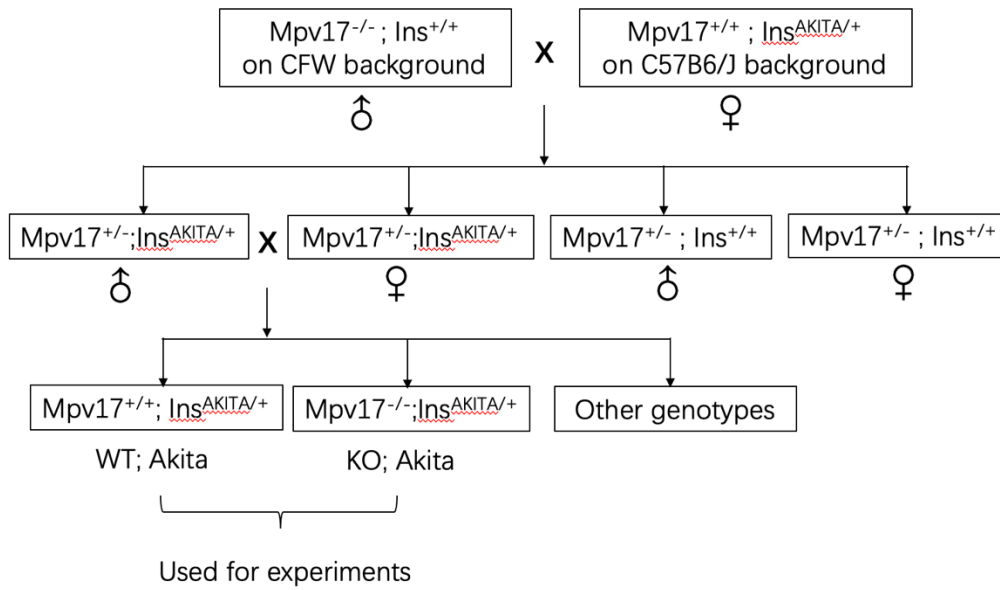 Mpv17-/- ; Ins+/+
on CFW background
X
Mpv17+/+ ; InsAKITA/+
on C57B6/J background
♂
♀
Mpv17+/-;InsAKITA/+
X
Mpv17+/-;InsAKITA/+
Mpv17+/- ; Ins+/+
Mpv17+/- ; Ins+/+
♂
♀
♂
♀
Mpv17+/+; InsAKITA/+
Mpv17-/-;InsAKITA/+
Other genotypes
WT; Akita
KO; Akita
Used for experiments